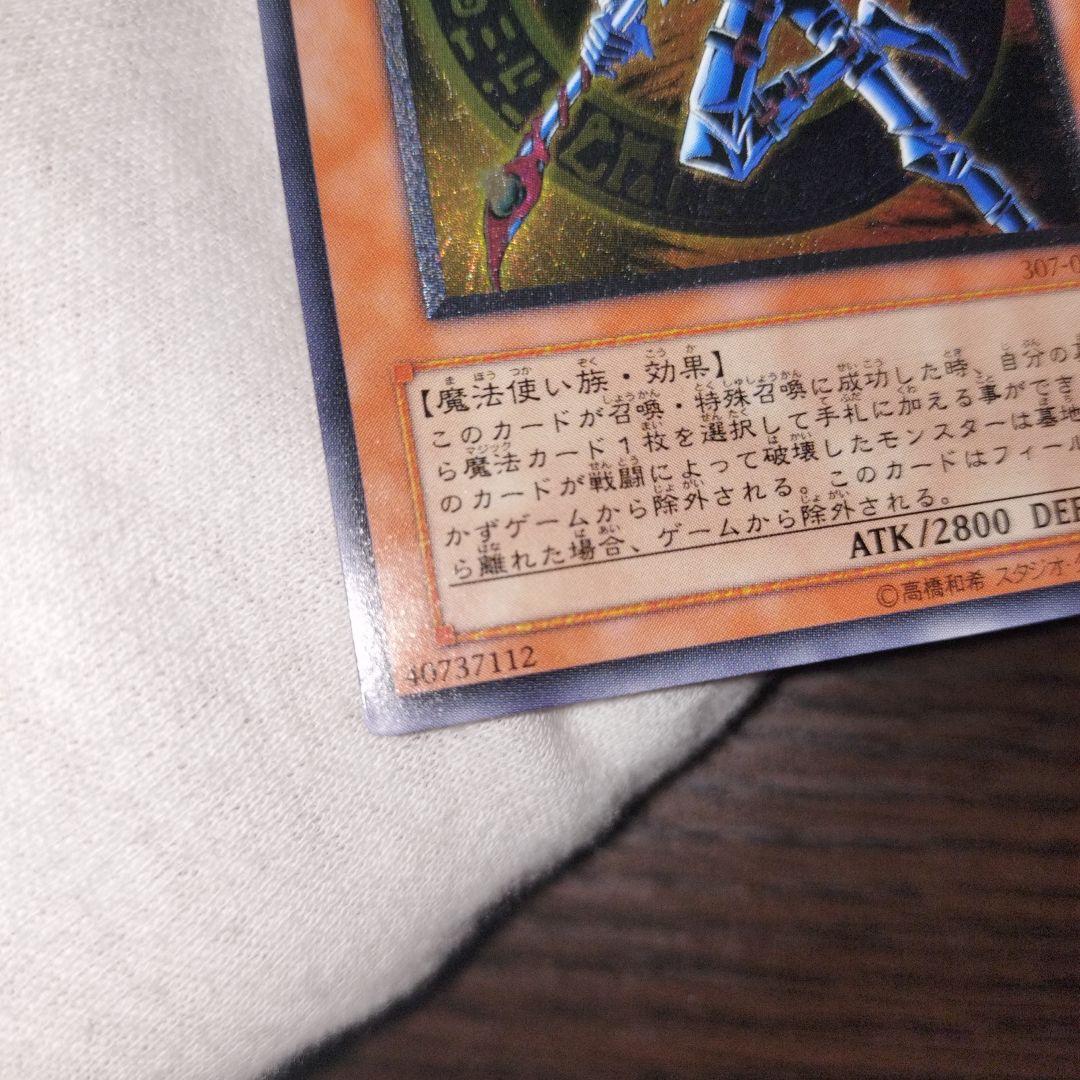 307-0
【魔法使い族・効果】
このカードが召喚・特殊召喚に成功した時、自分の墓
ら魔法カード1枚を選択して手札に加える事ができ
のカードが戦闘によって破壊したモンスターは墓地
かずゲームから除外される。このカードはフィール
ら離れた場合、ゲームから除外される。
ATK/2800 DEF
©高橋和希 スタジオ・
40737112